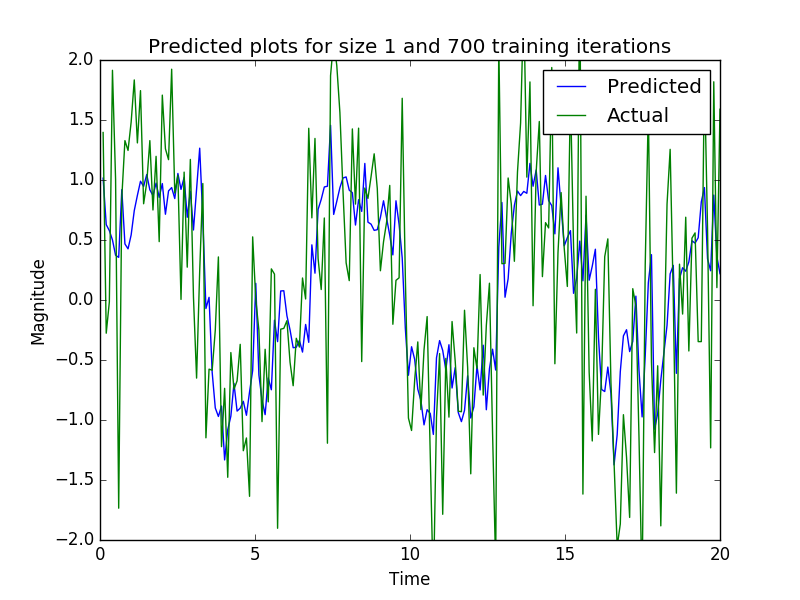 Predicted plots for size 1 and 700 training iterations
2.0
1.5
1.0
0.5
0.0
−0.5
−1.0
−1.5
−2.0
Magnitude
Predicted
Actual
0 5 10 15 20
Time